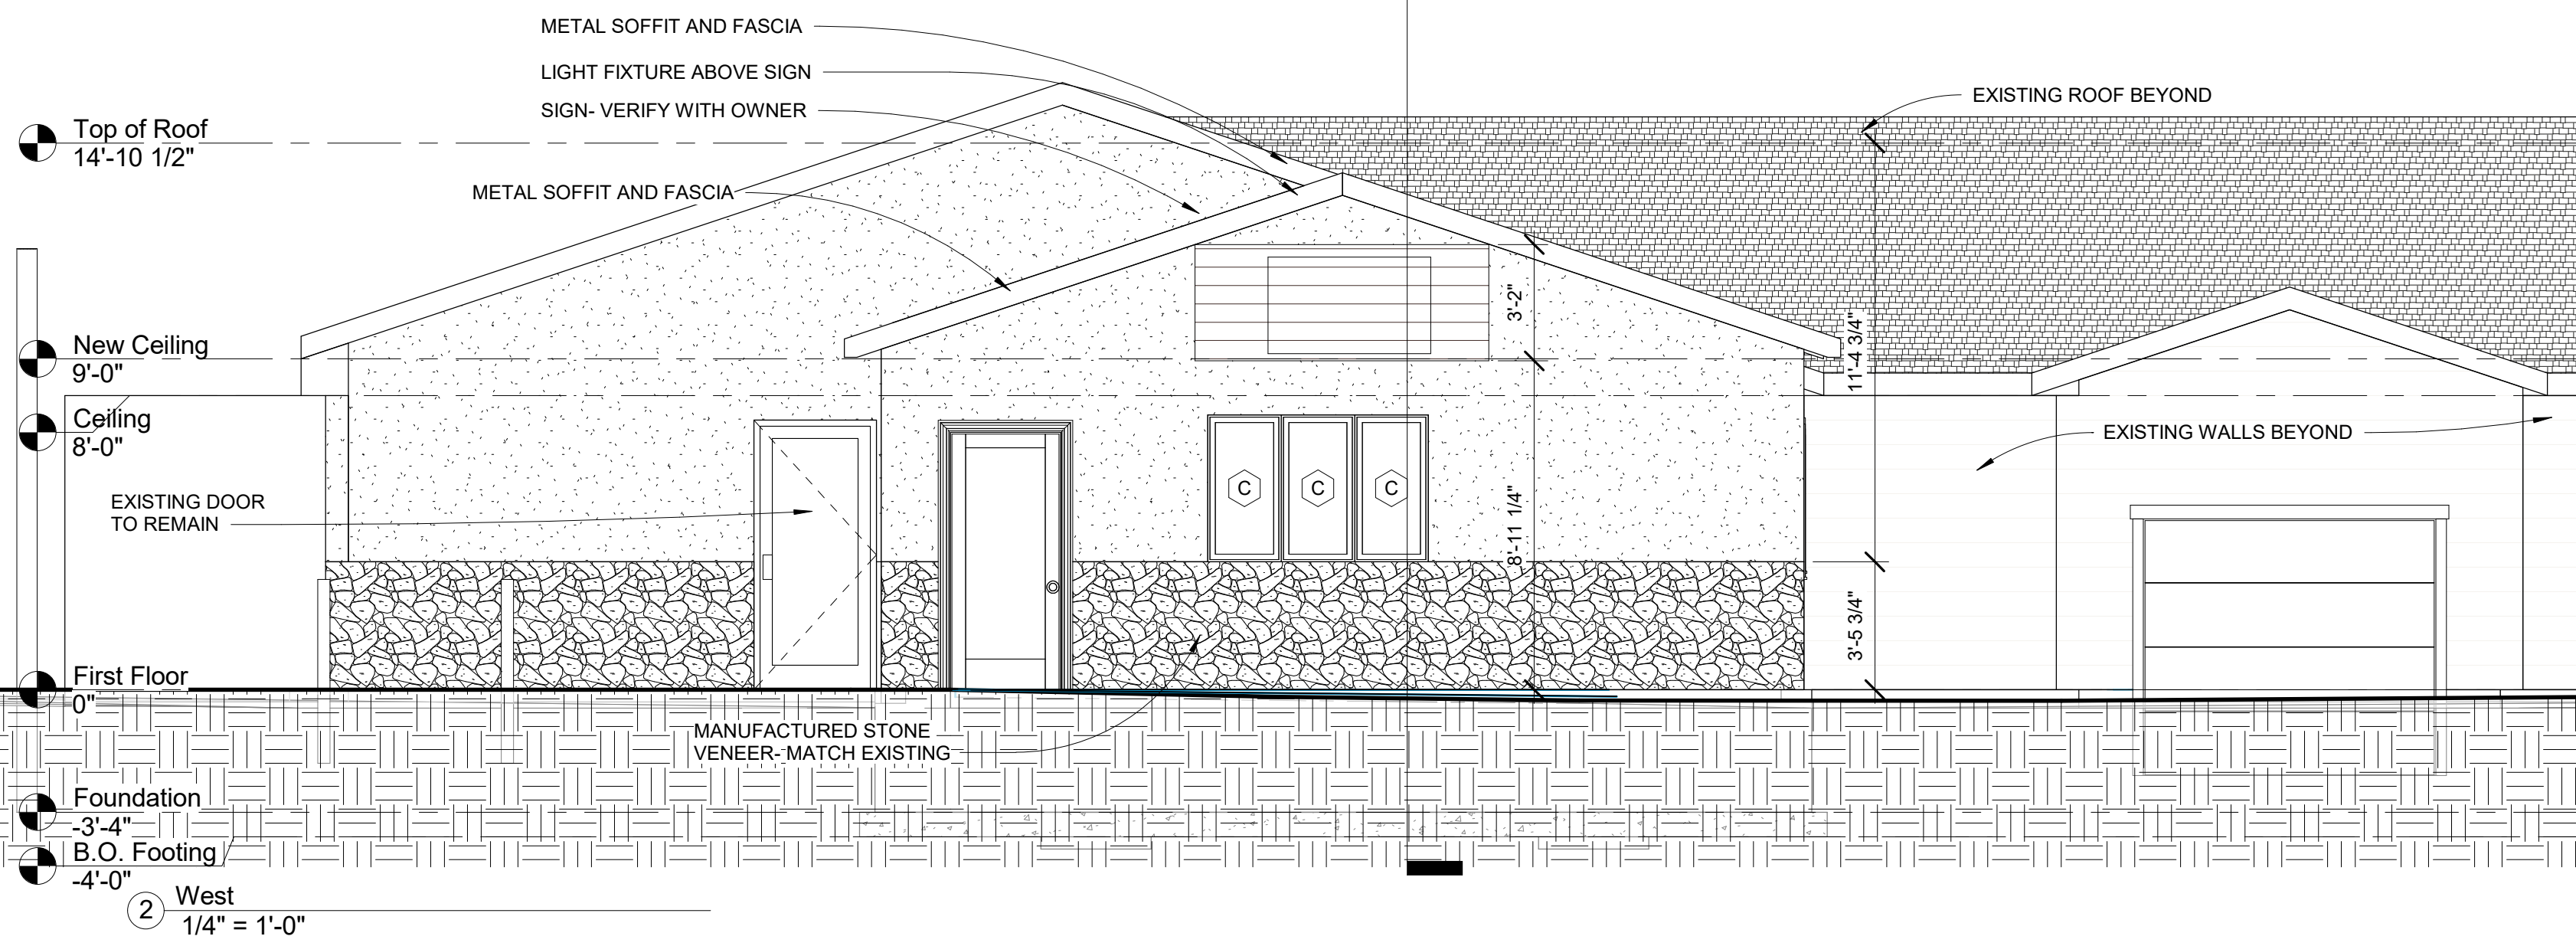 METAL SOFFIT AND FASCIA
LIGHT FIXTURE ABOVE SIGN
SIGN- VERIFY WITH OWNER
METAL SOFFIT AND FASCIA
EXISTING ROOF BEYOND
Top of Roof
14'-10 1/2"
New Ceiling
9'-0"
Ceiling
8'-0"
3'-2"
11'-4 3/4"
EXISTING WALLS BEYOND
EXISTING DOOR
TO REMAIN
C C C
8'-11 1/4"
3'-5 3/4"
First Floor
0"
MANUFACTURED STONE
VENEER- MATCH EXISTING
Foundation
-3'-4"
B.O. Footing
-4'-0"
2 West
1/4" = 1'-0"